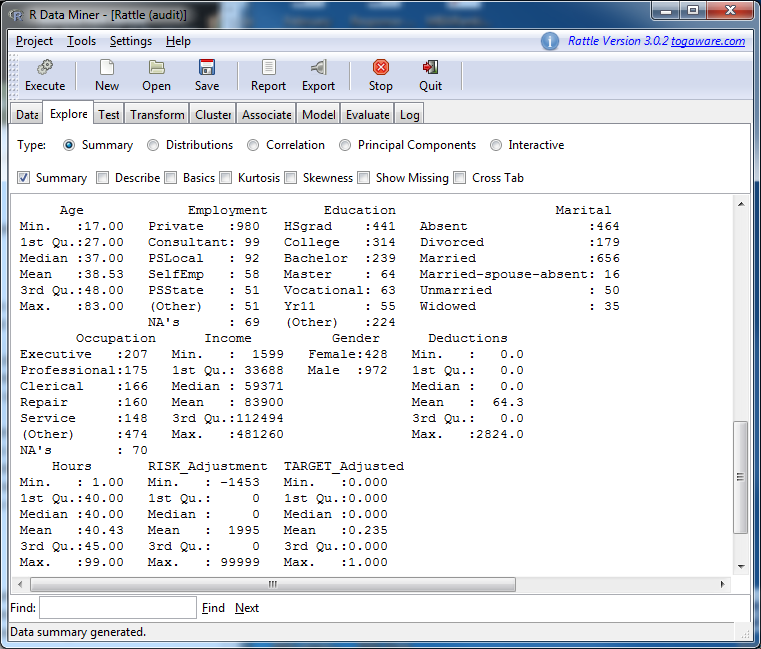 R Data Miner - [Rattle (audit)]
Project Tools Settings Help
Rattle Version 3.0.2 togaware.com
Execute New Open Save Report Export Stop Quit
Data Explore Test Transform Cluster Associate Model Evaluate Log
Type: Summary Distributions Correlation Principal Components Interactive
Summary Describe Basics Kurtosis Skewness Show Missing Cross Tab
Age Employment Education Marital
Min. :17.00 Private :980 HSgrad :441 Absent :464
1st Qu.:27.00 Consultant: 99 College :314 Divorced :179
Median :37.00 PSLocal : 92 Bachelor :239 Married :656
Mean :38.53 SelfEmp : 58 Master : 64 Married-spouse-absent: 16
3rd Qu.:48.00 PSState : 51 Vocational: 63 Unmarried : 50
Max. :83.00 (Other) : 51 Yr11 : 55 Widowed : 35
NA's : 69 (Other) :224
Occupation Income Gender Deductions
Executive :207 Min. : 1599 Female:428 Min. : 0.0
Professional:175 1st Qu.: 33688 Male :972 1st Qu.: 0.0
Clerical :166 Median : 59371 Median : 0.0
Repair :160 Mean : 83900 Mean : 64.3
Service :148 3rd Qu.:112494 3rd Qu.: 0.0
(Other) :474 Max. :481260 Max. :2824.0
NA's : 70
Hours RISK_Adjustment TARGET_Adjusted
Min. : 1.00 Min. : -1453 Min. :0.000
1st Qu.:40.00 1st Qu.: 0 1st Qu.:0.000
Median :40.00 Median : 0 Median :0.000
Mean :40.43 Mean : 1995 Mean :0.235
3rd Qu.:45.00 3rd Qu.: 0 3rd Qu.:0.000
Max. :99.00 Max. : 99999 Max. :1.000
Find: Find Next
Data summary generated.